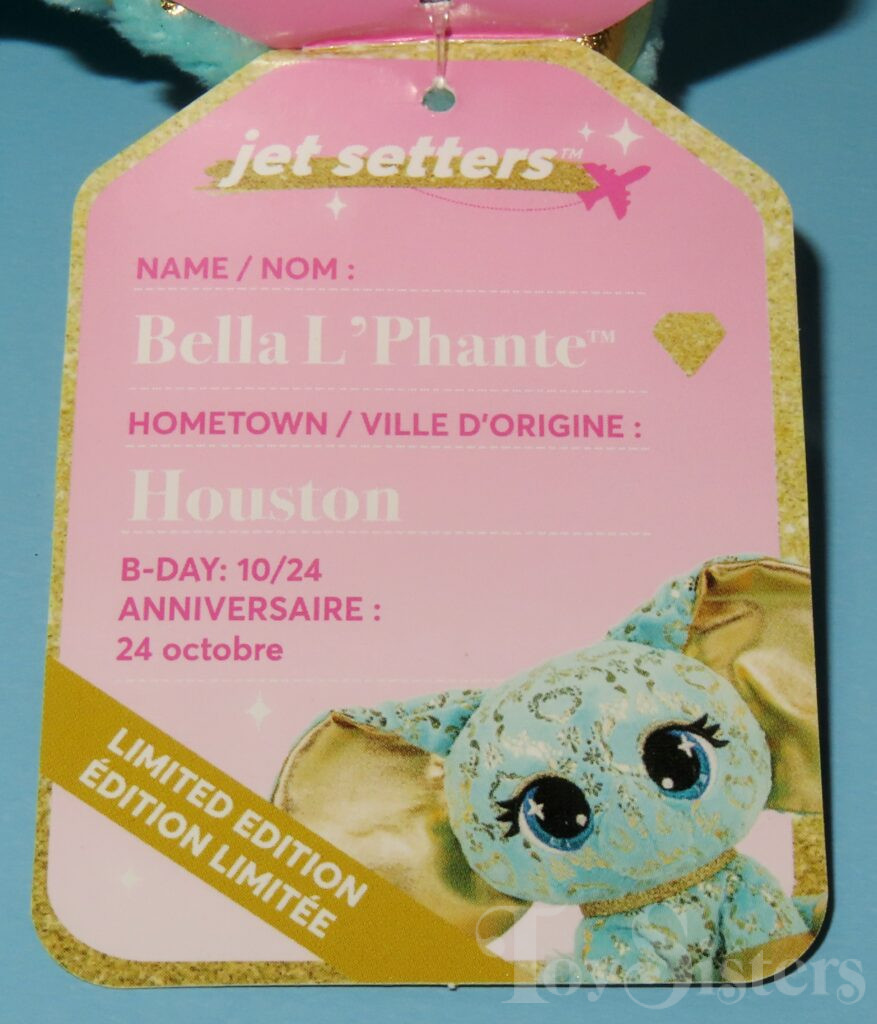 jet setters™
NAME / NOM :
Bella L'Phante™
HOMETOWN / VILLE D'ORIGINE :
Houston
B-DAY: 10/24
ANNIVERSAIRE :
24 octobre
LIMITED EDITION
ÉDITION LIMITÉE
ToySisters